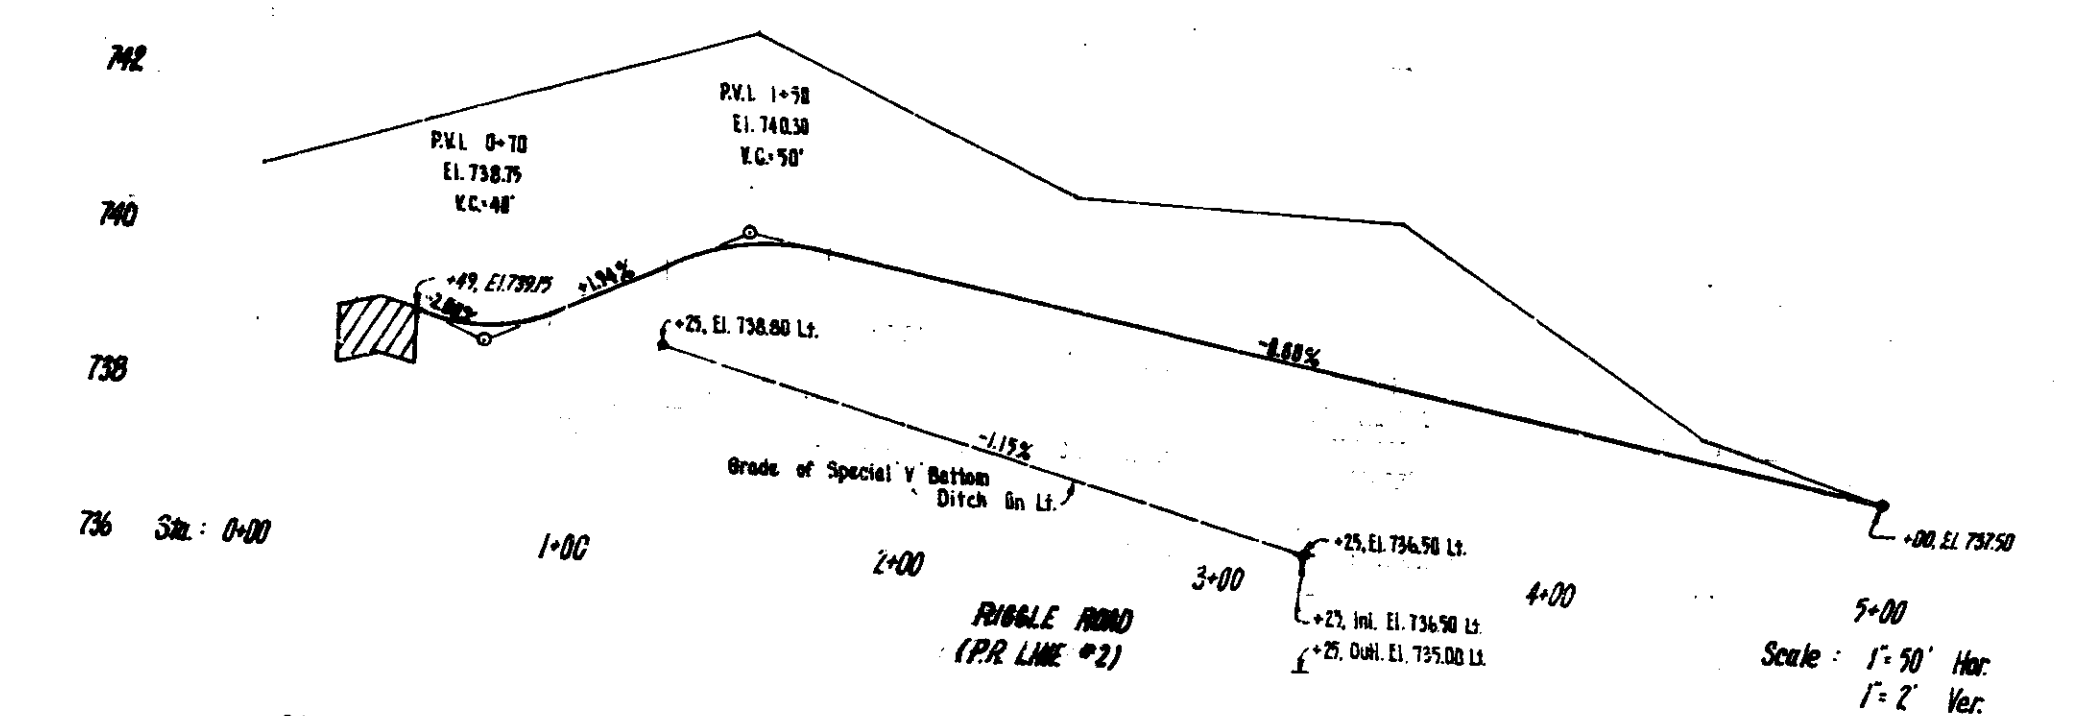 742
P.V.I. 1+50
El. 740.30
V.C.=50'
P.V.I. 0+70
El. 738.75
V.C.=40'
740
+49, El.739.15
+1.94%
+25, El. 738.80 Lt.
-0.68%
738
-1.15%
Grade of Special V Bottom
Ditch On Lt.
736 Sta.: 0+00
1+00
2+00
3+00
4+00
5+00
+25, El. 736.50 Lt.
+00, El. 737.50
RIGGLE ROAD
(P.R. LINE #2)
+25, Inl. El. 736.50 Lt.
+25, Outl. El. 735.00 Lt.
Scale : 1"=50' Hor.
1"=2' Ver.